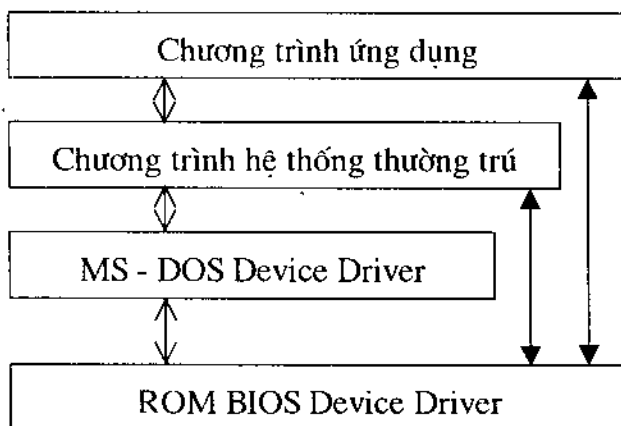 Chương trình ứng dụng
Chương trình hệ thống thường trú
MS - DOS Device Driver
ROM BIOS Device Driver